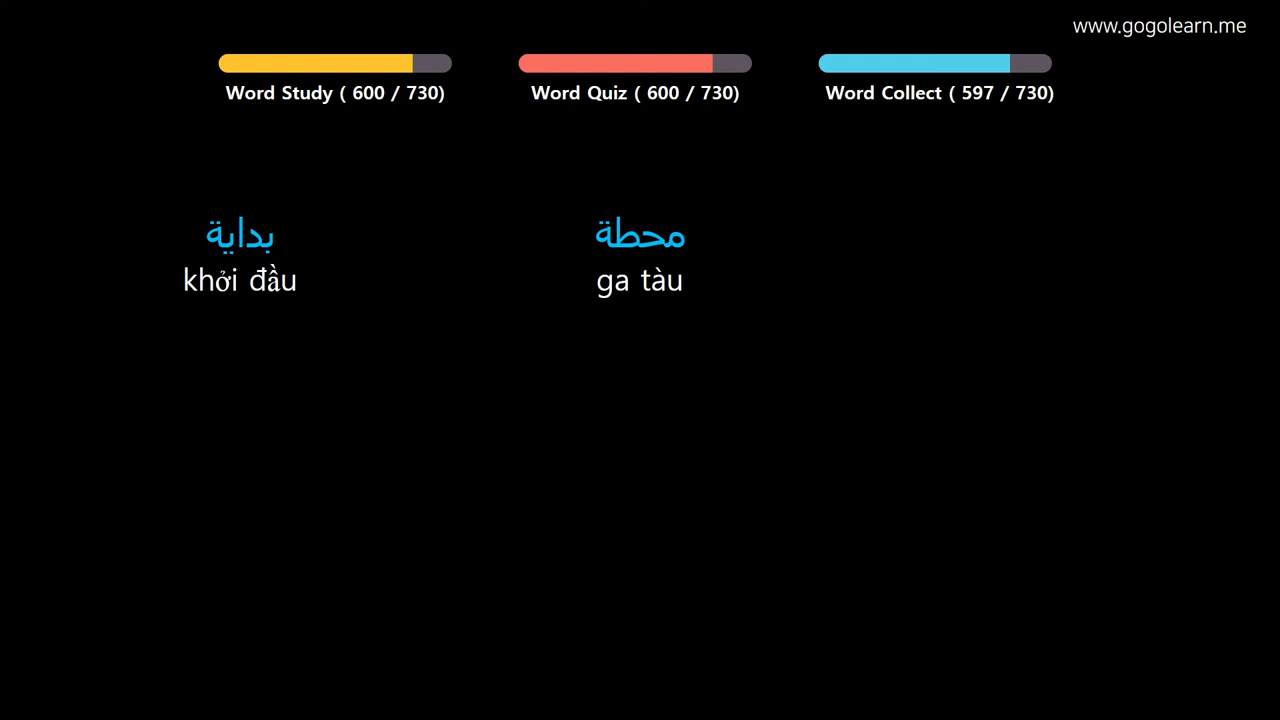 www.gogolearn.me
Word Study ( 600 / 730)
Word Quiz ( 600 / 730)
Word Collect ( 597 / 730)
بداية
khởi đầu
محطة
ga tàu